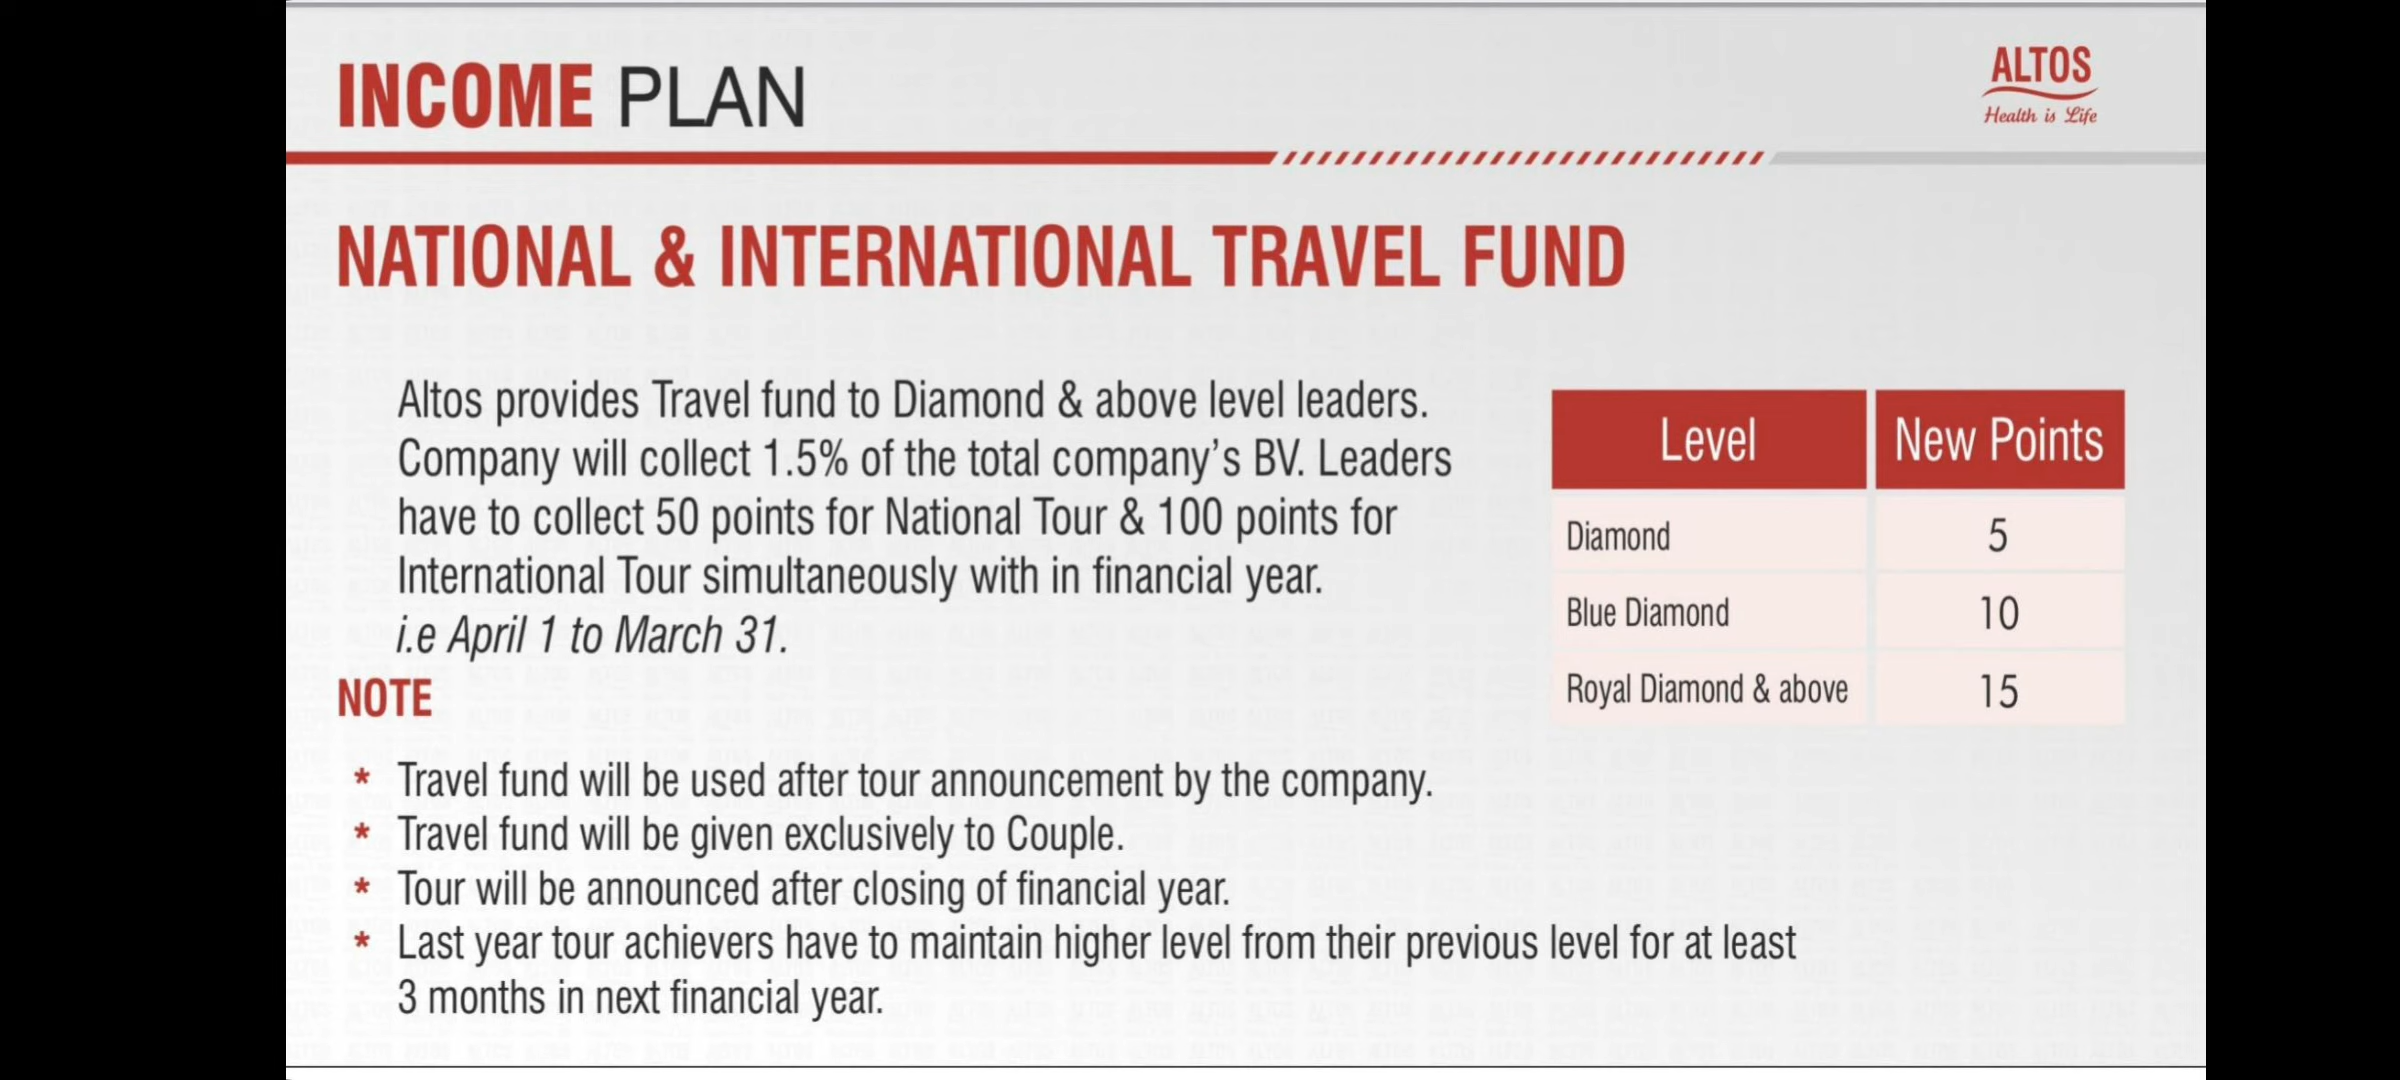 INCOME PLAN
ALTOS
Health is Life
NATIONAL & INTERNATIONAL TRAVEL FUND
Altos provides Travel fund to Diamond & above level leaders.
Company will collect 1.5% of the total company's BV. Leaders
have to collect 50 points for National Tour & 100 points for
International Tour simultaneously with in financial year.
i.e April 1 to March 31.
Level New Points
Diamond 5
Blue Diamond 10
Royal Diamond & above 15
NOTE
* Travel fund will be used after tour announcement by the company.
* Travel fund will be given exclusively to Couple.
* Tour will be announced after closing of financial year.
* Last year tour achievers have to maintain higher level from their previous level for at least
3 months in next financial year.